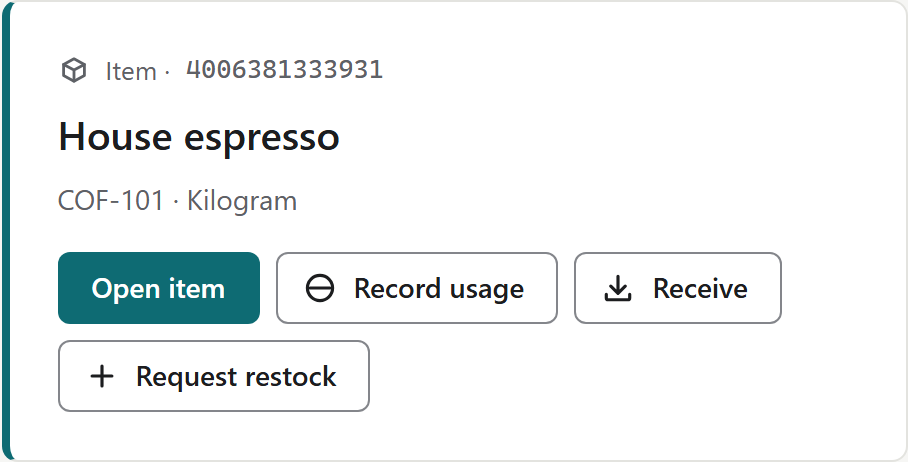 Item · 4006381333931
House espresso
COF-101 · Kilogram
Open item Record usage Receive
Request restock